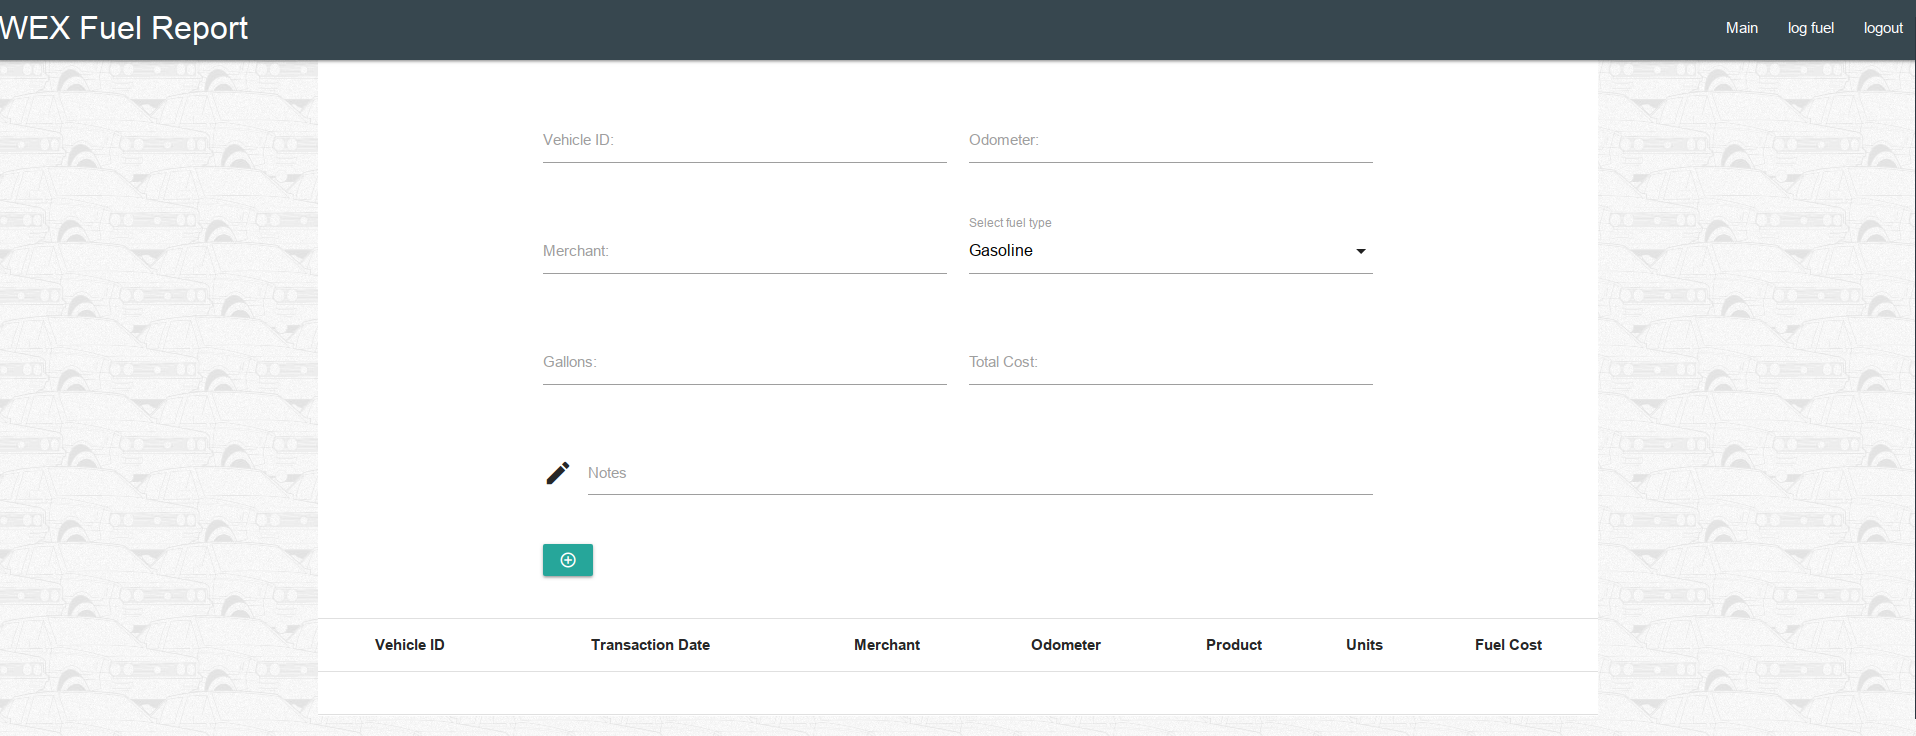 WEX Fuel Report
Main log fuel logout
Vehicle ID: Odometer:
Select fuel type
Merchant: Gasoline
Gallons: Total Cost:
Notes
Vehicle ID Transaction Date Merchant Odometer Product Units Fuel Cost